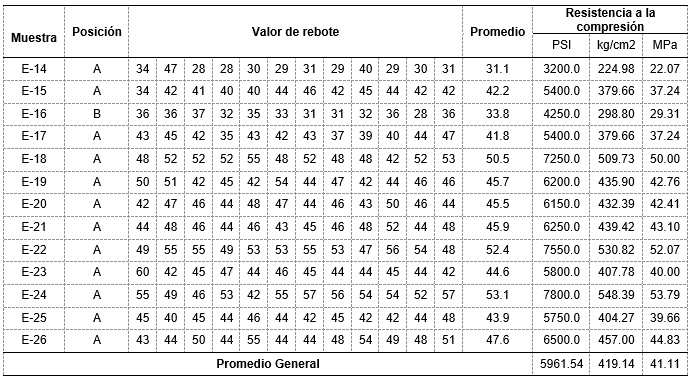 Muestra Posición Valor de rebote Promedio Resistencia a la compresión
PSI kg/cm2 MPa
E-14 A 34 47 28 28 30 29 31 29 40 29 30 31 31.1 3200.0 224.98 22.07
E-15 A 34 42 41 40 40 44 46 42 45 44 42 42 42.2 5400.0 379.66 37.24
E-16 B 36 36 37 32 35 33 31 31 32 36 28 36 33.8 4250.0 298.80 29.31
E-17 A 43 45 42 35 43 42 43 37 39 40 44 47 41.8 5400.0 379.66 37.24
E-18 A 48 52 52 52 55 48 52 48 48 42 52 53 50.5 7250.0 509.73 50.00
E-19 A 50 51 42 45 42 54 44 47 42 44 46 46 45.7 6200.0 435.90 42.76
E-20 A 42 47 46 44 48 47 44 46 43 50 46 44 45.5 6150.0 432.39 42.41
E-21 A 44 48 46 44 46 43 45 46 48 52 44 48 45.9 6250.0 439.42 43.10
E-22 A 49 55 55 49 53 53 55 53 47 56 54 48 52.4 7550.0 530.82 52.07
E-23 A 60 42 45 47 44 46 45 44 44 45 44 42 44.6 5800.0 407.78 40.00
E-24 A 55 49 46 53 42 55 57 56 54 54 52 57 53.1 7800.0 548.39 53.79
E-25 A 45 40 45 44 46 44 42 45 42 42 44 48 43.9 5750.0 404.27 39.66
E-26 A 43 44 50 44 55 44 44 48 54 49 48 51 47.6 6500.0 457.00 44.83
Promedio General 5961.54 419.14 41.11